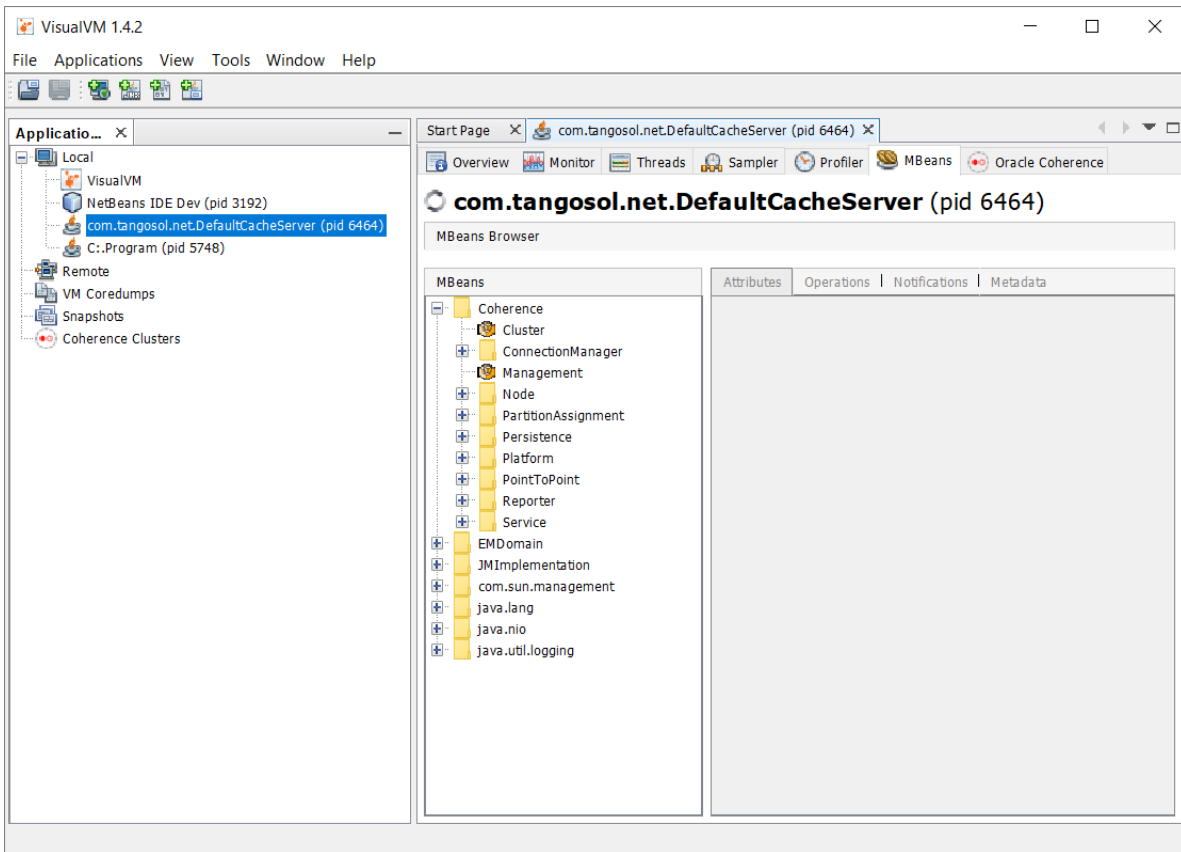 VisualVM 1.4.2
File Applications View Tools Window Help
Applicatio...
Local
VisualVM
NetBeans IDE Dev (pid 3192)
com.tangosol.net.DefaultCacheServer (pid 6464)
C:.Program (pid 5748)
Remote
VM Coredumps
Snapshots
Coherence Clusters
Start Page com.tangosol.net.DefaultCacheServer (pid 6464)
Overview Monitor Threads Sampler Profiler MBeans Oracle Coherence
com.tangosol.net.DefaultCacheServer (pid 6464)
MBeans Browser
MBeans
Coherence
Cluster
ConnectionManager
Management
Node
PartitionAssignment
Persistence
Platform
PointToPoint
Reporter
Service
EMDomain
JMImplementation
com.sun.management
java.lang
java.nio
java.util.logging
Attributes Operations Notifications Metadata